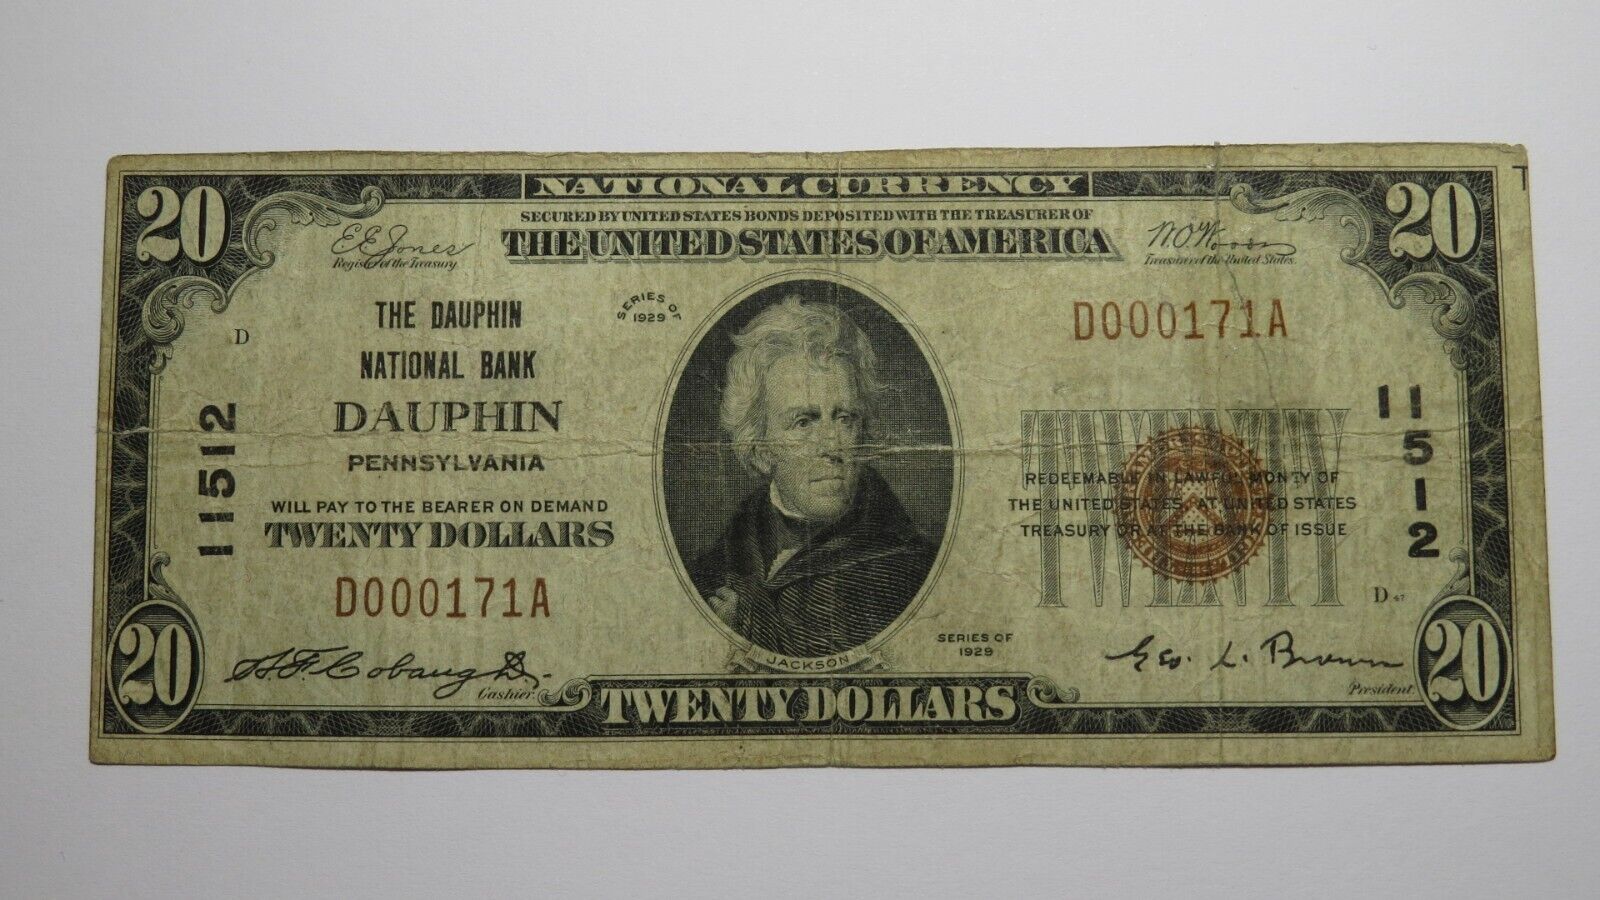 NATIONAL CURRENCY
SECURED BY UNITED STATES BONDS DEPOSITED WITH THE TREASURER OF
THE UNITED STATES OF AMERICA
20
20
E E Jones
Register of the Treasury.
W.O. Woods
Treasurer of the United States.
SERIES OF
1929
D
THE DAUPHIN
NATIONAL BANK
DAUPHIN
PENNSYLVANIA
WILL PAY TO THE BEARER ON DEMAND
TWENTY DOLLARS
D000171A
11512
D000171A
11512
TWENTY
REDEEMABLE IN LAWFUL MONEY OF
THE UNITED STATES AT UNITED STATES
TREASURY OR AT THE BANK OF ISSUE
D 47
SERIES OF
1929
JACKSON
H. F. Cobaugh
Cashier.
Geo. L. Brown
President.
20
TWENTY DOLLARS
20